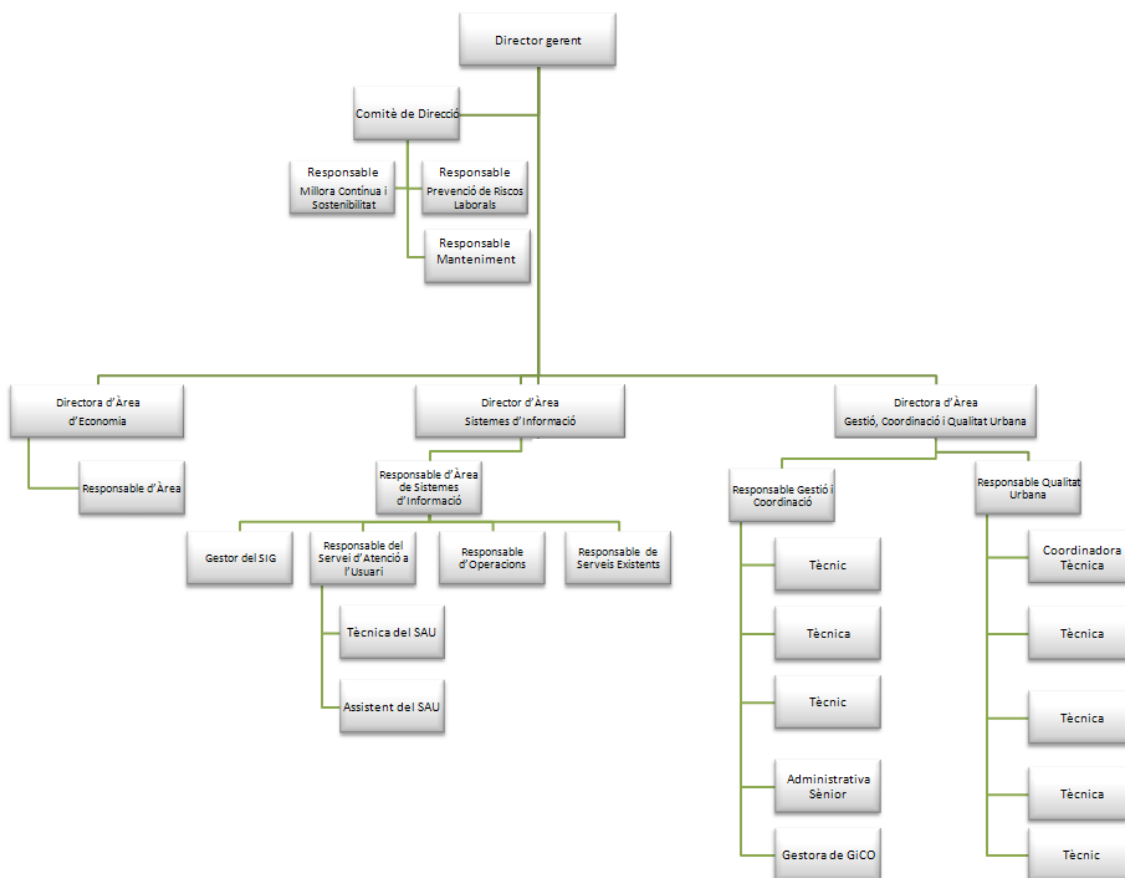 Director gerent
Comitè de Direcció
Responsable
Millora Contínua i
Sostenibilitat
Responsable
Prevenció de Riscos
Laborals
Responsable
Manteniment
Directora d'Àrea
d'Economia
Director d'Àrea
Sistemes d'Informació
Directora d'Àrea
Gestió, Coordinació i Qualitat Urbana
Responsable d'Àrea
Responsable d'Àrea
de Sistemes
d'Informació
Responsable Gestió i
Coordinació
Responsable Qualitat
Urbana
Gestor del SIG
Responsable del
Servei d'Atenció a
l'Usuari
Responsable
d'Operacions
Responsable de
Serveis Existents
Tècnica del SAU
Assistent del SAU
Tècnic
Tècnica
Tècnic
Administrativa
Sènior
Gestora de GiCO
Coordinadora
Tècnica
Tècnica
Tècnica
Tècnica
Tècnic